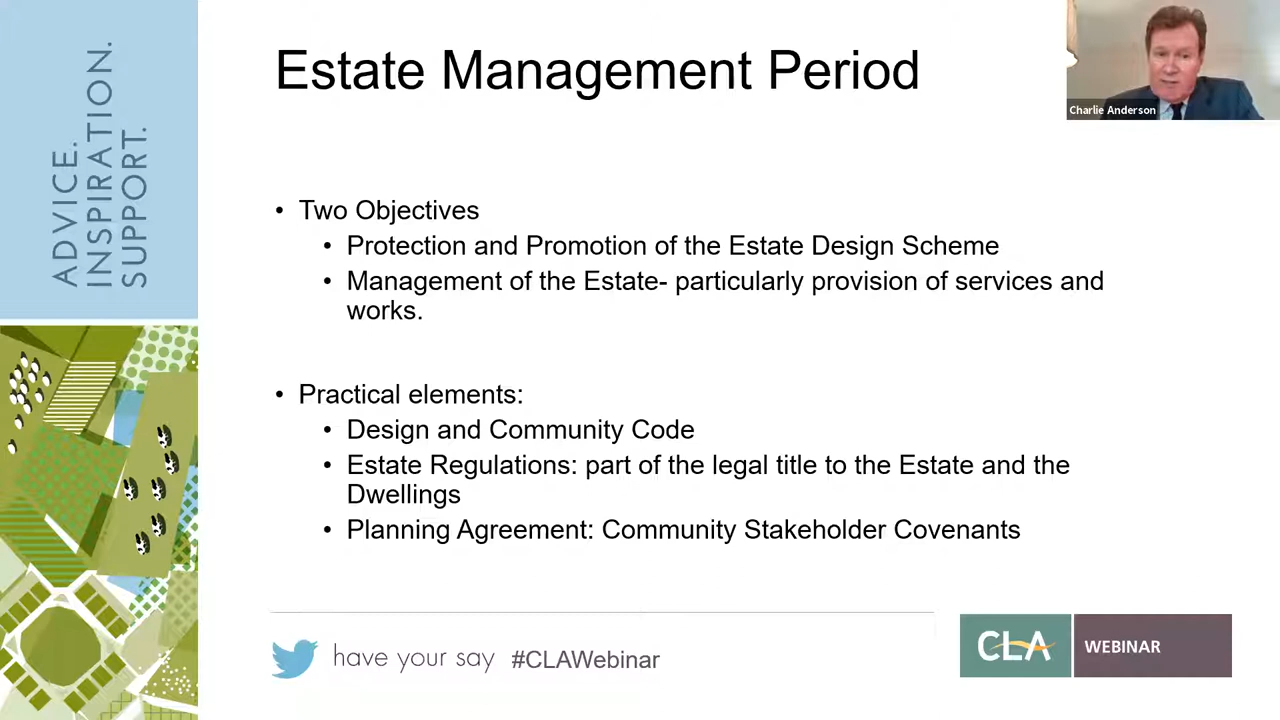 ADVICE.
INSPIRATION.
SUPPORT.
Estate Management Period
Charlie Anderson
• Two Objectives
• Protection and Promotion of the Estate Design Scheme
• Management of the Estate- particularly provision of services and
works.
• Practical elements:
• Design and Community Code
• Estate Regulations: part of the legal title to the Estate and the
Dwellings
• Planning Agreement: Community Stakeholder Covenants
have your say #CLAWebinar
CLA WEBINAR